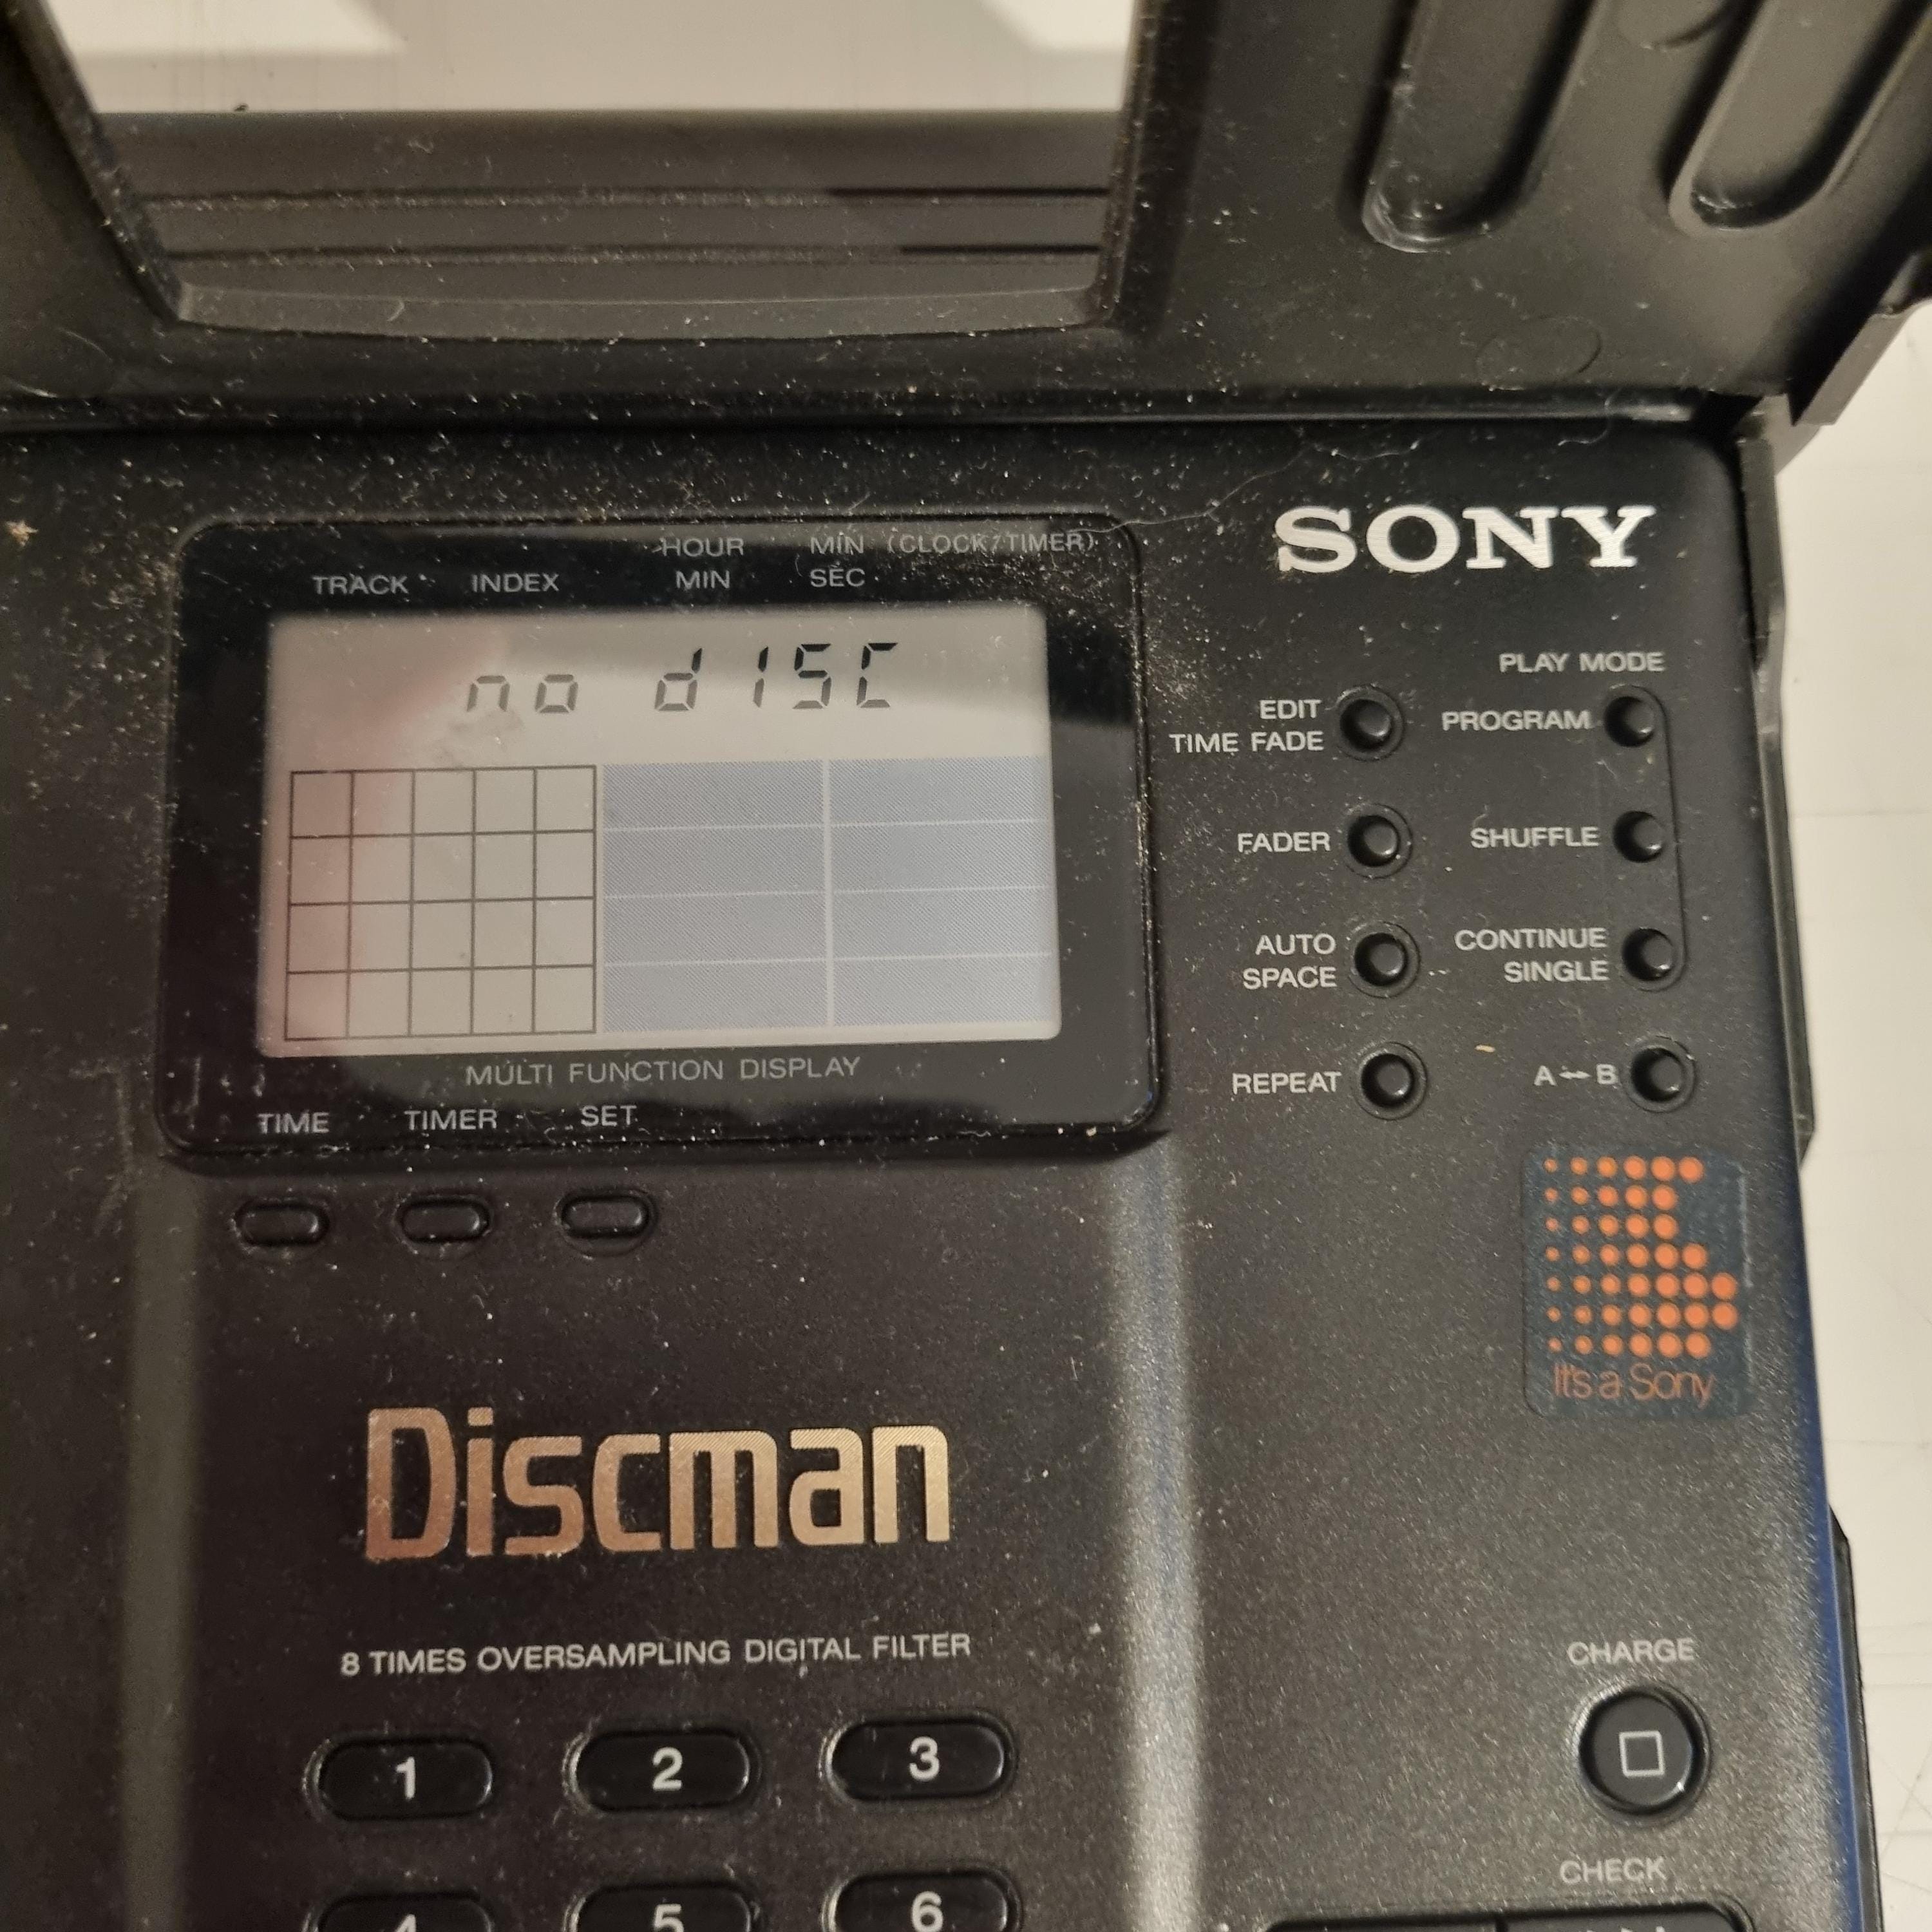 HOUR MIN (CLOCK/TIMER)
TRACK INDEX MIN SEC
no dISC
MULTI FUNCTION DISPLAY
TIME TIMER SET
SONY
PLAY MODE
EDIT
TIME FADE
PROGRAM
FADER
SHUFFLE
AUTO
SPACE
CONTINUE
SINGLE
REPEAT
A↔B
It's a Sony
Discman
8 TIMES OVERSAMPLING DIGITAL FILTER
CHARGE
1 2 3
CHECK
4 5 6